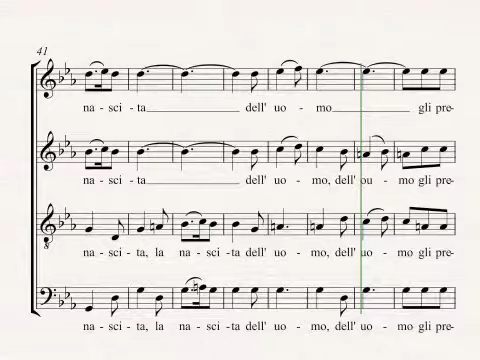 41
na - sci - ta dell' uo - mo gli pre-
na - sci - ta dell' uo - mo, dell' ou - mo gli pre-
na - sci - ta, la na - sci - ta dell' uo - mo, dell' uo - mo gli pre-
na - sci - ta, la na - sci - ta dell' uo - mo, dell' uo - mo gli pre-